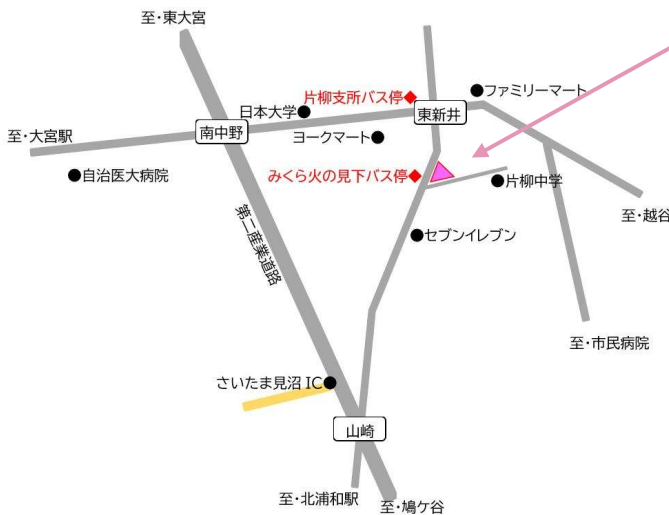 至・東大宮
片柳支所バス停
ファミリーマート
日本大学
東新井
南中野
ヨークマート
至・大宮駅
自治医大病院
みくら火の見下バス停
片柳中学
至・越谷
第二産業道路
セブンイレブン
至・市民病院
さいたま見沼 IC
山崎
至・北浦和駅
至・鳩ケ谷